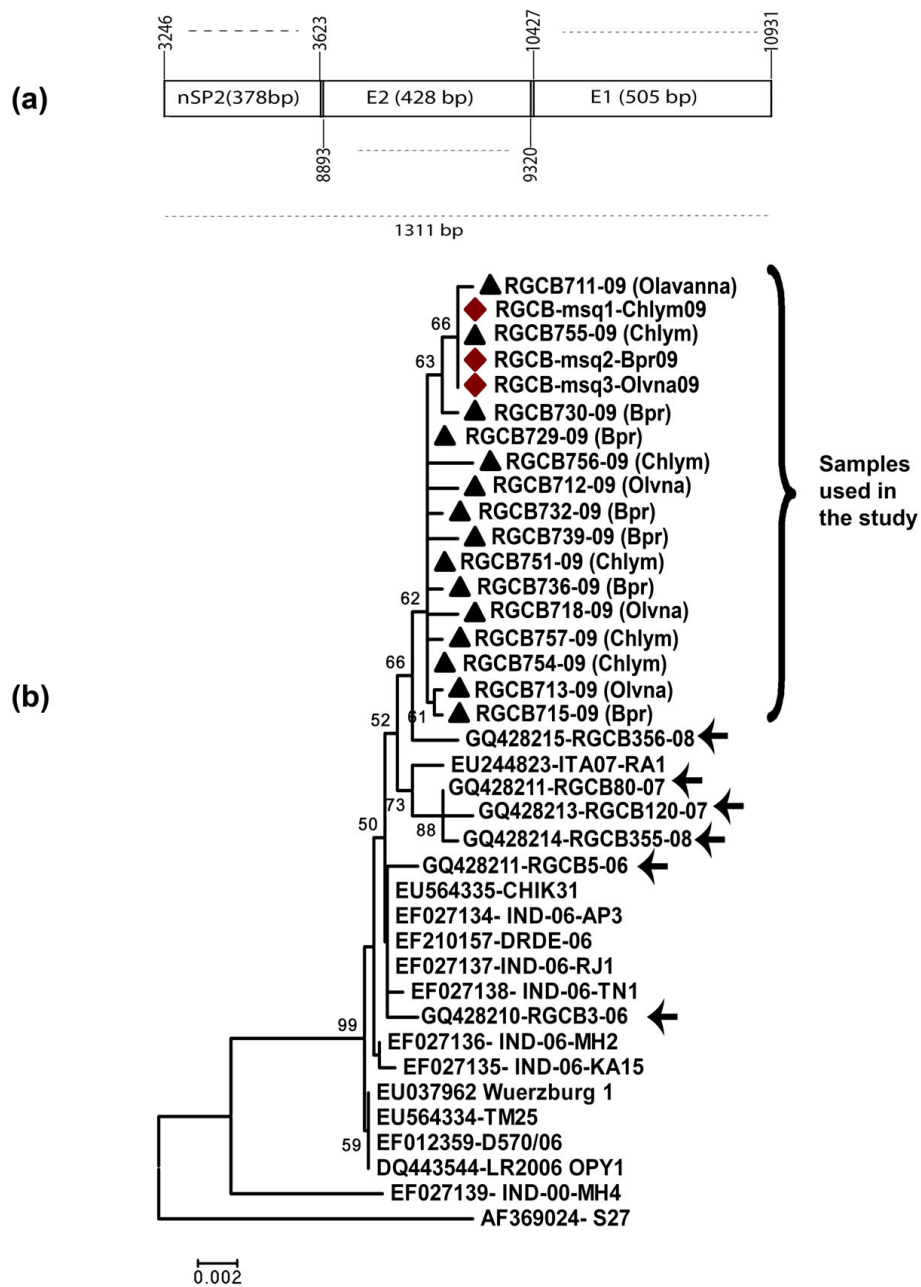 3246
3623
10427
10931
(a)
nSP2(378bp)
E2 (428 bp)
E1 (505 bp)
8893
9320
1311 bp
RGCB711-09 (Olavanna)
66
RGCB-msq1-Chlym09
RGCB755-09 (Chlym)
63
RGCB-msq2-Bpr09
RGCB-msq3-Olvna09
RGCB730-09 (Bpr)
RGCB729-09 (Bpr)
RGCB756-09 (Chlym)
RGCB712-09 (Olvna)
RGCB732-09 (Bpr)
RGCB739-09 (Bpr)
RGCB751-09 (Chlym)
RGCB736-09 (Bpr)
62
RGCB718-09 (Olvna)
RGCB757-09 (Chlym)
66
RGCB754-09 (Chlym)
RGCB713-09 (Olvna)
61
RGCB715-09 (Bpr)
Samples
used in
the study
(b)
52
GQ428215-RGCB356-08
EU244823-ITA07-RA1
GQ428211-RGCB80-07
73
GQ428213-RGCB120-07
88
GQ428214-RGCB355-08
50
GQ428211-RGCB5-06
EU564335-CHIK31
EF027134- IND-06-AP3
EF210157-DRDE-06
EF027137-IND-06-RJ1
EF027138- IND-06-TN1
GQ428210-RGCB3-06
99
EF027136- IND-06-MH2
EF027135- IND-06-KA15
EU037962 Wuerzburg 1
EU564334-TM25
59
EF012359-D570/06
DQ443544-LR2006 OPY1
EF027139- IND-00-MH4
AF369024- S27
0.002